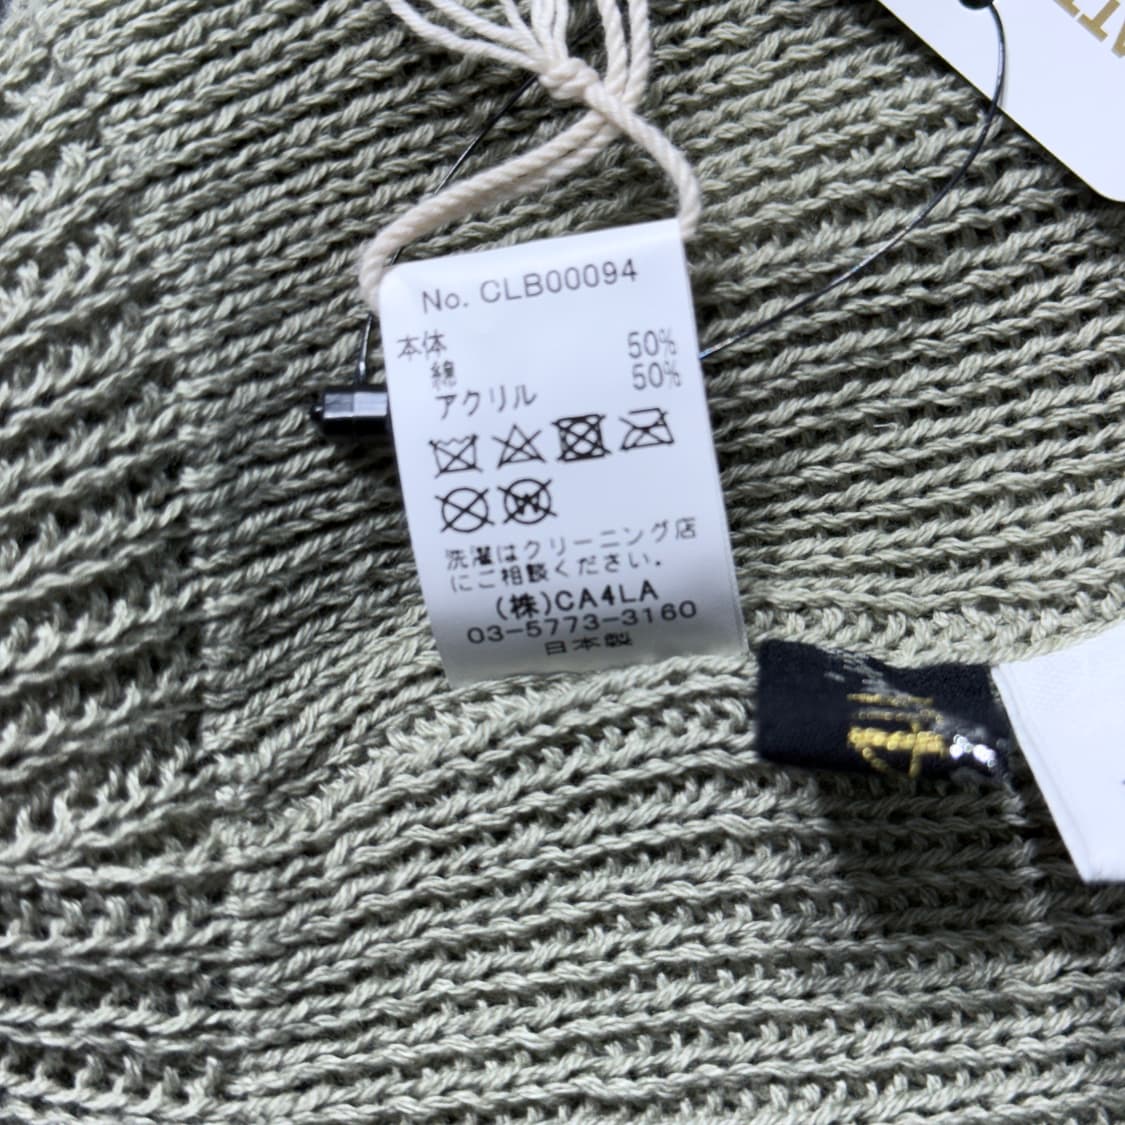 No. CLB00094
本体
綿 50%
アクリル 50%
W
洗濯はクリーニング店
にご相談ください。
(株)CA4LA
03-5773-3160
日本製